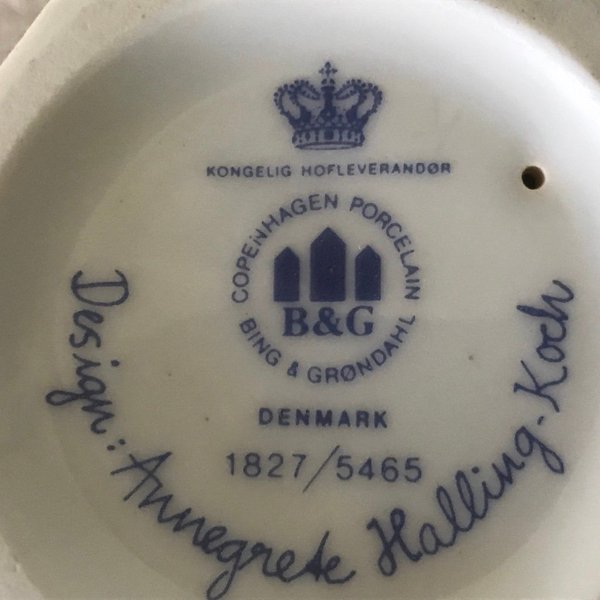 KONGELIG HOFLEVERANDØR
COPENHAGEN PORCELAIN
B&G
BING & GRØNDAHL
DENMARK
1827/5465
Design: Annegrete Halling-Koch